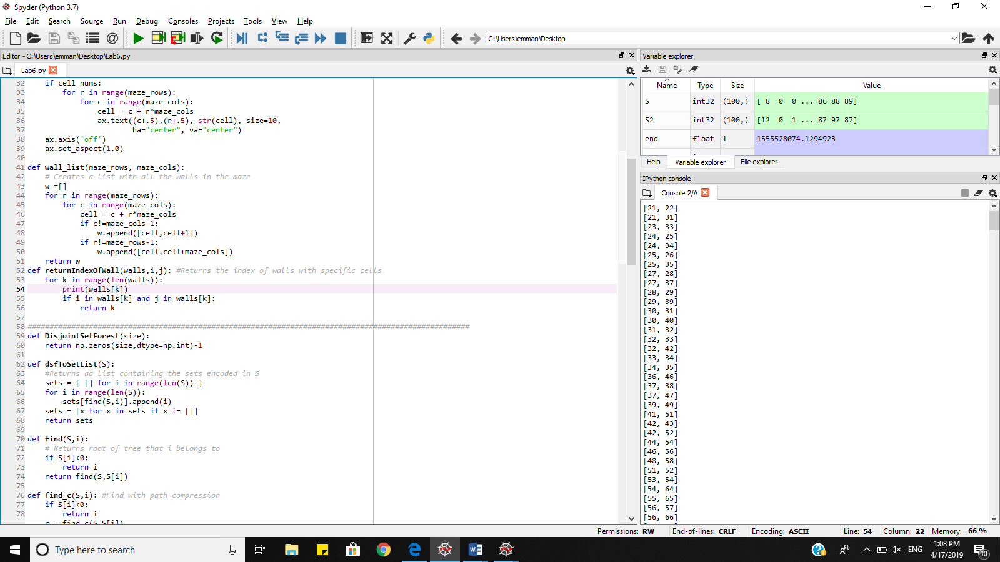 Spyder (Python 3.7)
File Edit Search Source Run Debug Consoles Projects Tools View Help
C:\Users\emman\Desktop
Editor - C:\Users\emman\Desktop\Lab6.py
Lab6.py
32 if cell_nums:
33 for r in range(maze_rows):
34 for c in range(maze_cols):
35 cell = c + r*maze_cols
36 ax.text((c+.5),(r+.5), str(cell), size=10,
37 ha="center", va="center")
38 ax.axis('off')
39 ax.set_aspect(1.0)
40
41 def wall_list(maze_rows, maze_cols):
42 # Creates a list with all the walls in the maze
43 w =[]
44 for r in range(maze_rows):
45 for c in range(maze_cols):
46 cell = c + r*maze_cols
47 if c!=maze_cols-1:
48 w.append([cell,cell+1])
49 if r!=maze_rows-1:
50 w.append([cell,cell+maze_cols])
51 return w
52 def returnIndexOfWall(walls,i,j): #Returns the index of walls with specific cells
53 for k in range(len(walls)):
54 print(walls[k])
55 if i in walls[k] and j in walls[k]:
56 return k
57
58 #####################################################################################################
59 def DisjointSetForest(size):
60 return np.zeros(size,dtype=np.int)-1
61
62 def dsfToSetList(S):
63 #Returns aa list containing the sets encoded in S
64 sets = [ [] for i in range(len(S)) ]
65 for i in range(len(S)):
66 sets[find(S,i)].append(i)
67 sets = [x for x in sets if x != []]
68 return sets
69
70 def find(S,i):
71 # Returns root of tree that i belongs to
72 if S[i]<0:
73 return i
74 return find(S,S[i])
75
76 def find_c(S,i): #Find with path compression
77 if S[i]<0:
78 return i
r = find_c(S,S[i])
Variable explorer
Name Type Size Value
S int32 (100,) [ 8 0 0 ... 86 88 89]
S2 int32 (100,) [12 0 1 ... 87 97 87]
end float 1 1555528074.1294923
Help Variable explorer File explorer
IPython console
Console 2/A
[21, 22]
[21, 31]
[23, 33]
[24, 25]
[24, 34]
[25, 26]
[25, 35]
[27, 28]
[27, 37]
[28, 29]
[29, 39]
[30, 31]
[30, 40]
[31, 32]
[32, 33]
[32, 42]
[33, 34]
[34, 35]
[36, 46]
[37, 38]
[37, 47]
[39, 49]
[41, 51]
[42, 43]
[42, 52]
[44, 54]
[46, 56]
[48, 58]
[51, 52]
[53, 54]
[54, 64]
[55, 65]
[56, 57]
[56, 66]
Permissions: RW End-of-lines: CRLF Encoding: ASCII Line: 54 Column: 22 Memory: 66 %
Type here to search
ENG
1:08 PM
4/17/2019
10